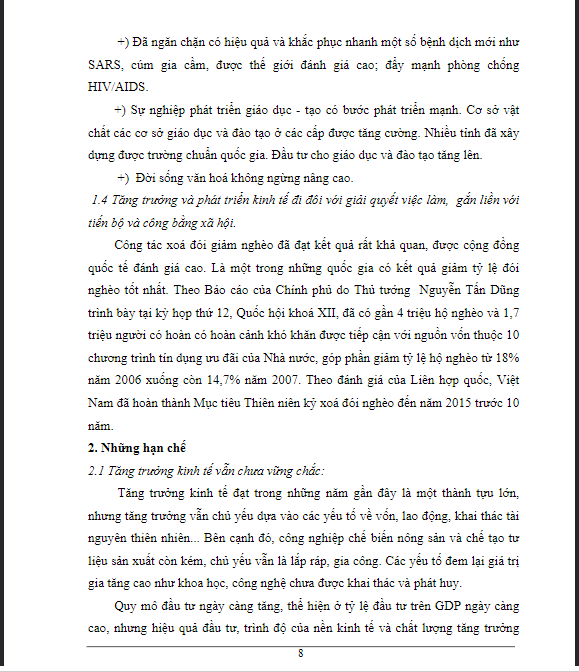 +) Đã ngăn chặn có hiệu quả và khắc phục nhanh một số bệnh dịch mới như
SARS, cúm gia cầm, được thế giới đánh giá cao; đẩy mạnh phòng chống
HIV/AIDS.
+) Sự nghiệp phát triển giáo dục - tạo có bước phát triển mạnh. Cơ sở vật
chất các cơ sở giáo dục và đào tạo ở các cấp được tăng cường. Nhiều tỉnh đã xây
dựng được trường chuẩn quốc gia. Đầu tư cho giáo dục và đào tạo tăng lên.
+) Đời sống văn hoá không ngừng nâng cao.
1.4 Tăng trưởng và phát triển kinh tế đi đôi với giải quyết việc làm, gắn liền với
tiến bộ và công bằng xã hội.
Công tác xoá đói giảm nghèo đã đạt kết quả rất khả quan, được cộng đồng
quốc tế đánh giá cao. Là một trong những quốc gia có kết quả giảm tỷ lệ đói
nghèo tốt nhất. Theo Báo cáo của Chính phủ do Thủ tướng Nguyễn Tấn Dũng
trình bày tại kỳ họp thứ 12, Quốc hội khoá XII, đã có gần 4 triệu hộ nghèo và 1,7
triệu người có hoàn có hoàn cảnh khó khăn được tiếp cận với nguồn vốn thuộc 10
chương trình tín dụng ưu đãi của Nhà nước, góp phần giảm tỷ lệ hộ nghèo từ 18%
năm 2006 xuống còn 14,7% năm 2007. Theo đánh giá của Liên hợp quốc, Việt
Nam đã hoàn thành Mục tiêu Thiên niên kỷ xoá đói nghèo đến năm 2015 trước 10
năm.
2. Những hạn chế
2.1 Tăng trưởng kinh tế vẫn chưa vững chắc:
Tăng trưởng kinh tế đạt trong những năm gần đây là một thành tựu lớn,
nhưng tăng trưởng vẫn chủ yếu dựa vào các yếu tố về vốn, lao động, khai thác tài
nguyên thiên nhiên... Bên cạnh đó, công nghiệp chế biến nông sản và chế tạo tư
liệu sản xuất còn kém, chủ yếu vẫn là lắp ráp, gia công. Các yếu tố đem lại giá trị
gia tăng cao như khoa học, công nghệ chưa được khai thác và phát huy.
Quy mô đầu tư ngày càng tăng, thể hiện ở tỷ lệ đầu tư trên GDP ngày càng
cao, nhưng hiệu quả đầu tư, trình độ của nền kinh tế và chất lượng tăng trưởng
8